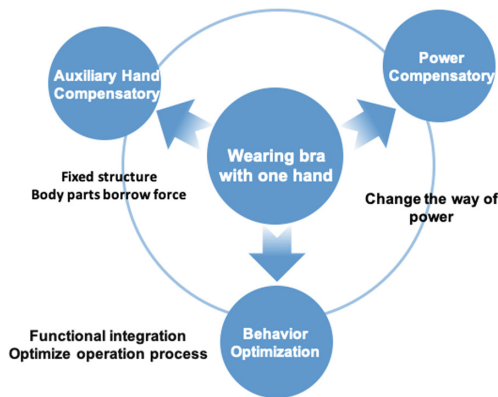 Auxiliary Hand
Compensatory
Power
Compensatory
Wearing bra
with one hand
Fixed structure
Body parts borrow force
Change the way of
power
Functional integration
Optimize operation process
Behavior
Optimization